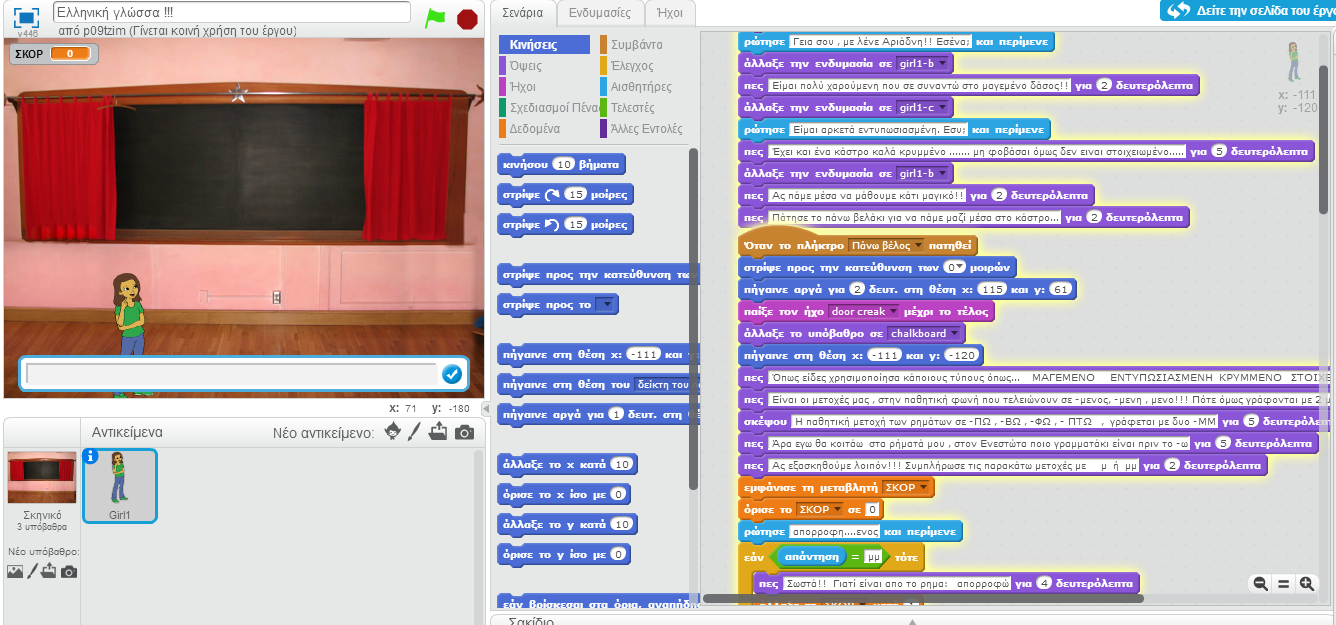 Ελληνική γλώσσα !!!
από p09tzim (Γίνεται κοινή χρήση του έργου)
v446
ΣΚΟΡ 0
x: 71 y: -180
Αντικείμενα
Νέο αντικείμενο:
Σκηνικό
3 υπόβαθρα
Girl1
Νέο υπόβαθρο:
Σενάρια
Ενδυμασίες
Ήχοι
Δείτε την σελίδα του έργο
Κινήσεις
Συμβάντα
Όψεις
Έλεγχος
Ήχοι
Αισθητήρες
Σχεδιασμοί Πένα
Τελεστές
Δεδομένα
Άλλες Εντολές
κινήσου 10 βήματα
στρίψε 15 μοίρες
στρίψε 15 μοίρες
στρίψε προς την κατεύθυνση των
στρίψε προς το
πήγαινε στη θέση x: -111 και y:
πήγαινε στη θέση του δείκτη του
πήγαινε αργά για 1 δευτ. στη θ
άλλαξε το x κατά 10
όρισε το x ίσο με 0
άλλαξε το y κατά 10
όρισε το y ίσο με 0
εάν βρίσκεσαι στα όρια, αναπήδη
Σακίδιο
ρώτησε Γεια σου , με λένε Αριάδνη!! Εσένα; και περίμενε
άλλαξε την ενδυμασία σε girl1-b
πες Είμαι πολύ χαρούμενη που σε συναντώ στο μαγεμένο δάσος!! για 2 δευτερόλεπτα
άλλαξε την ενδυμασία σε girl1-c
ρώτησε Είμαι αρκετά εντυπωσιασμένη. Εσυ; και περίμενε
πες Έχει και ένα κάστρο καλά κρυμμένο ...... μη φοβάσαι όμως δεν ειναι στοιχειωμένο..... για 5 δευτερόλεπτα
άλλαξε την ενδυμασία σε girl1-b
πες Ας πάμε μέσα να μάθουμε κάτι μαγικό!! για 2 δευτερόλεπτα
πες Πάτησε το πάνω βελάκι για να πάμε μαζί μέσα στο κάστρο... για 2 δευτερόλεπτα
Όταν το πλήκτρο Πάνω βέλος πατηθεί
στρίψε προς την κατεύθυνση των 0 μοιρών
πήγαινε αργά για 2 δευτ. στη θέση x: 115 και y: 61
παίξε τον ήχο door creak μέχρι το τέλος
άλλαξε το υπόβαθρο σε chalkboard
πήγαινε στη θέση x: -111 και y: -120
πες Όπως είδες χρησιμοποίησα κάποιους τύπους όπως... ΜΑΓΕΜΕΝΟ ΕΝΤΥΠΩΣΙΑΣΜΕΝΗ ΚΡΥΜΜΕΝΟ ΣΤΟΙΧΕ
πες Είναι οι μετοχές μας , στην παθητική φωνή που τελειώνουν σε -μενος, -μενη , μενο!!! Πότε όμως γράφονται με 2 μ
σκέψου Η παθητική μετοχή των ρημάτων σε -ΠΩ , -ΒΩ , -ΦΩ , - ΠΤΩ , γράφεται με δυο -ΜΜ για 5 δευτερόλεπ
πες Άρα εγω θα κοιτάω στα ρήματά μου , στον Ενεστώτα ποιο γραμματάκι είναι πριν το -ω για 5 δευτερόλεπτα
πες Ας εξασκηθούμε λοιπόν!!! Συμπλήρωσε τις παρακάτω μετοχές με μ ή μμ για 2 δευτερόλεπτα
εμφάνισε τη μεταβλητή ΣΚΟΡ
όρισε το ΣΚΟΡ σε 0
ρώτησε απορροφη....ενος και περίμενε
εάν απάντηση = μμ τότε
πες Σωστά!! Γιατί είναι απο το ρημα: απορροφώ για 4 δευτερόλεπτα
x: -111
y: -120